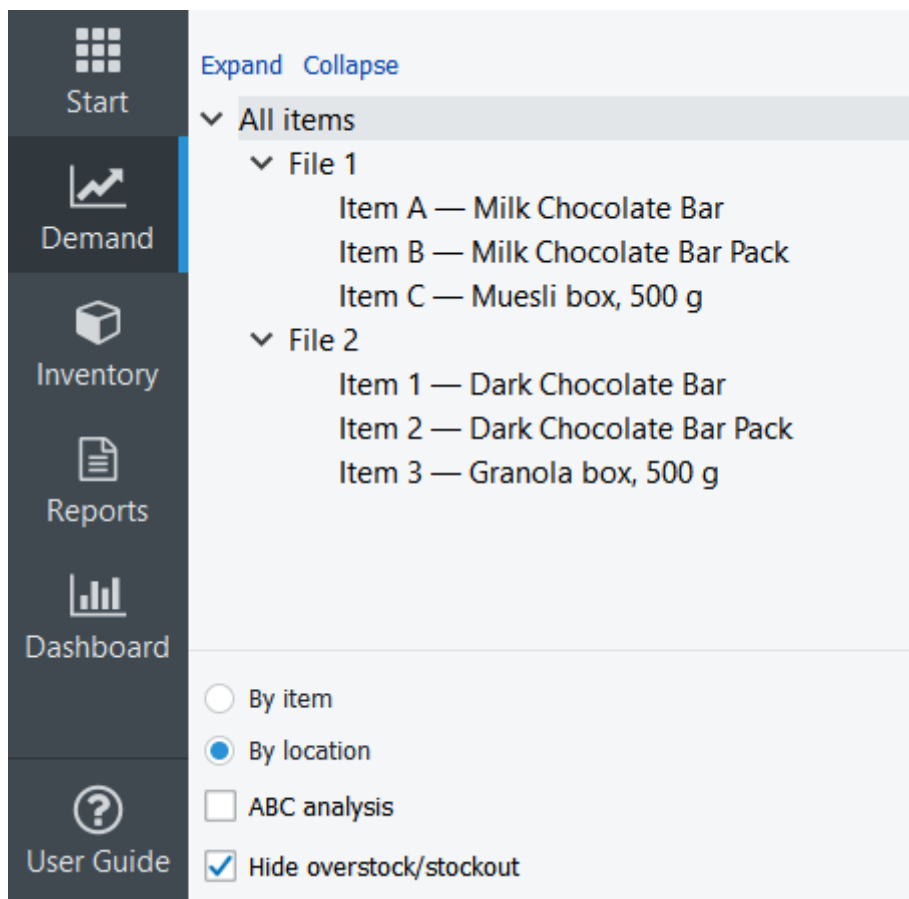 Start
Demand
Inventory
Reports
Dashboard
User Guide
Expand Collapse
All items
File 1
Item A — Milk Chocolate Bar
Item B — Milk Chocolate Bar Pack
Item C — Muesli box, 500 g
File 2
Item 1 — Dark Chocolate Bar
Item 2 — Dark Chocolate Bar Pack
Item 3 — Granola box, 500 g
By item
By location
ABC analysis
Hide overstock/stockout